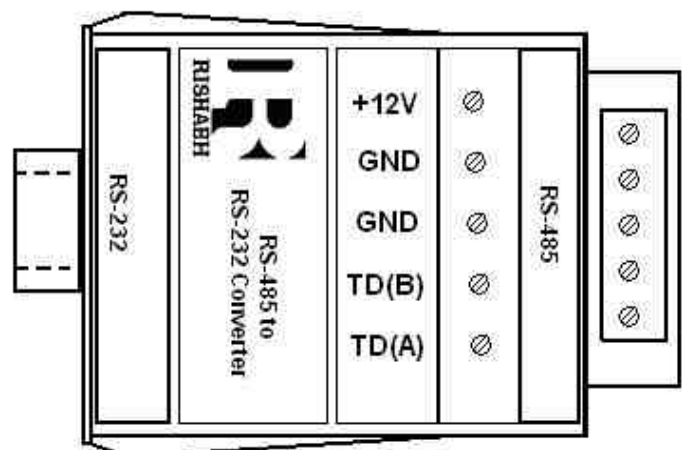 RS-232
RISHABH
RS-485 to
RS-232 Converter
+12V
GND
GND
TD(B)
TD(A)
RS-485